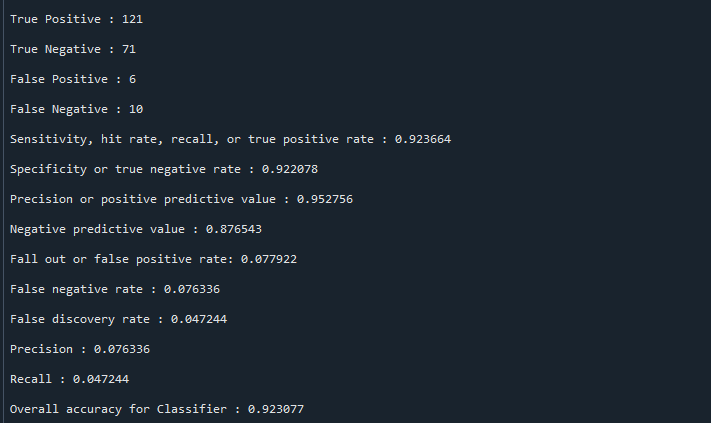 True Positive : 121
True Negative : 71
False Positive : 6
False Negative : 10
Sensitivity, hit rate, recall, or true positive rate : 0.923664
Specificity or true negative rate : 0.922078
Precision or positive predictive value : 0.952756
Negative predictive value : 0.876543
Fall out or false positive rate: 0.077922
False negative rate : 0.076336
False discovery rate : 0.047244
Precision : 0.076336
Recall : 0.047244
Overall accuracy for Classifier : 0.923077